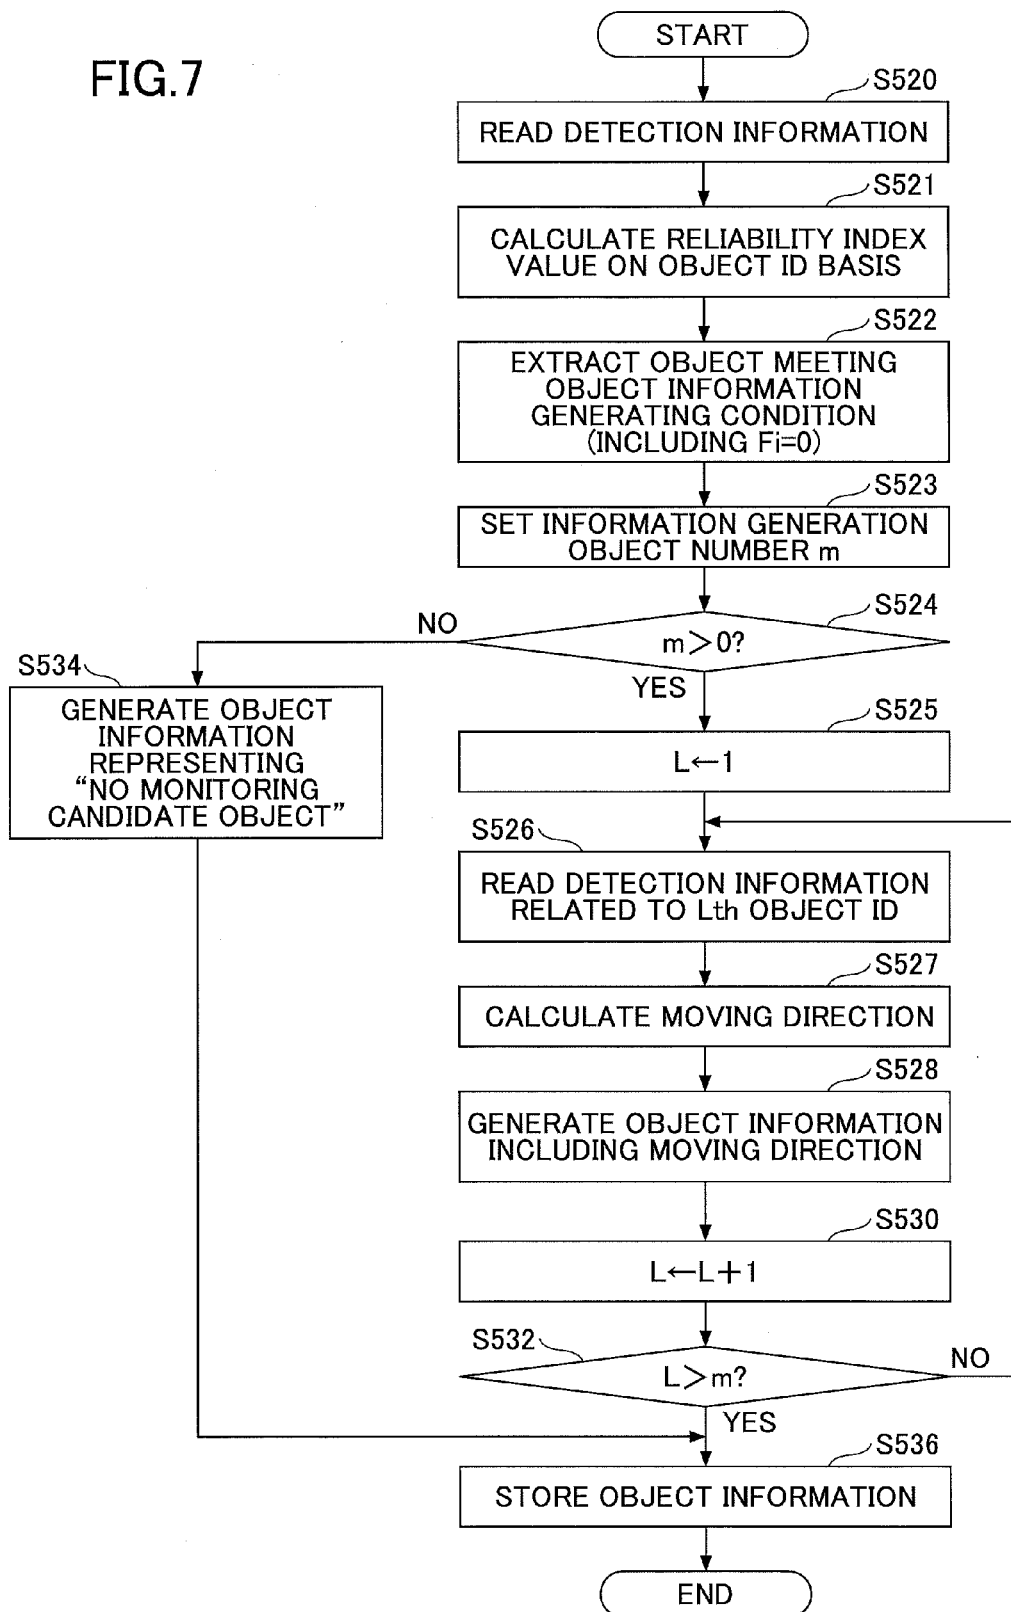 FIG.7
START
S520
READ DETECTION INFORMATION
S521
CALCULATE RELIABILITY INDEX
VALUE ON OBJECT ID BASIS
S522
EXTRACT OBJECT MEETING
OBJECT INFORMATION
GENERATING CONDITION
(INCLUDING Fi=0)
S523
SET INFORMATION GENERATION
OBJECT NUMBER m
S524
m>0?
NO
YES
S534
GENERATE OBJECT
INFORMATION
REPRESENTING
“NO MONITORING
CANDIDATE OBJECT”
S525
L←1
S526
READ DETECTION INFORMATION
RELATED TO Lth OBJECT ID
S527
CALCULATE MOVING DIRECTION
S528
GENERATE OBJECT INFORMATION
INCLUDING MOVING DIRECTION
S530
L←L+1
S532
L>m?
NO
YES
S536
STORE OBJECT INFORMATION
END